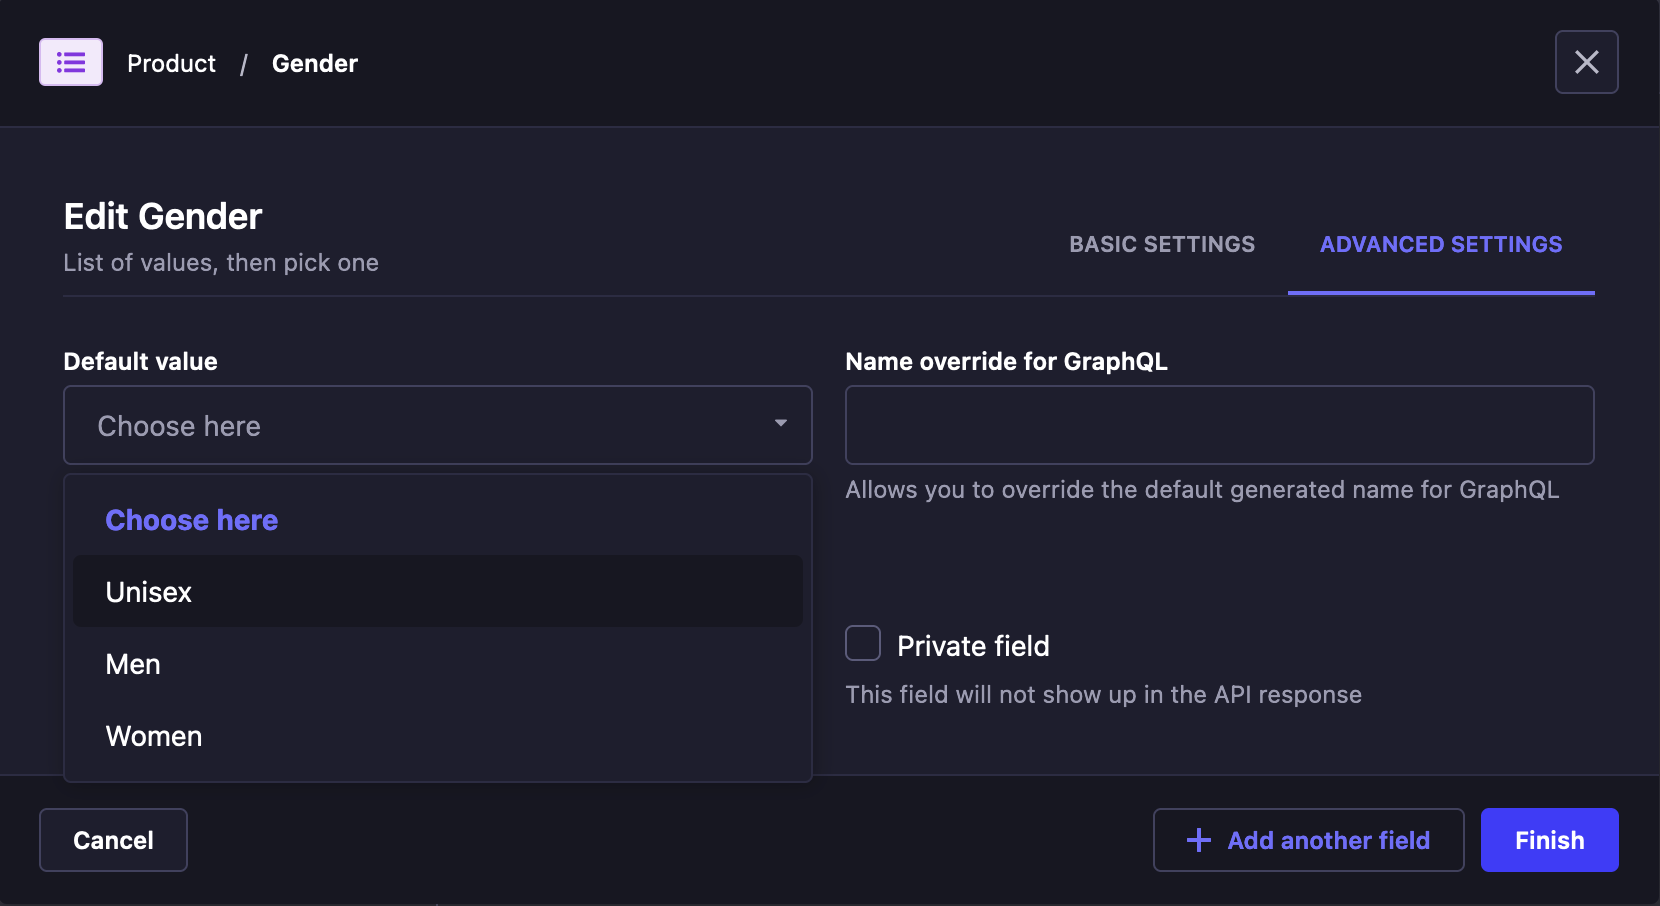 Product / Gender
Edit Gender
List of values, then pick one
BASIC SETTINGS
ADVANCED SETTINGS
Default value
Choose here
Choose here
Unisex
Men
Women
Name override for GraphQL
Allows you to override the default generated name for GraphQL
Private field
This field will not show up in the API response
Cancel
Add another field
Finish